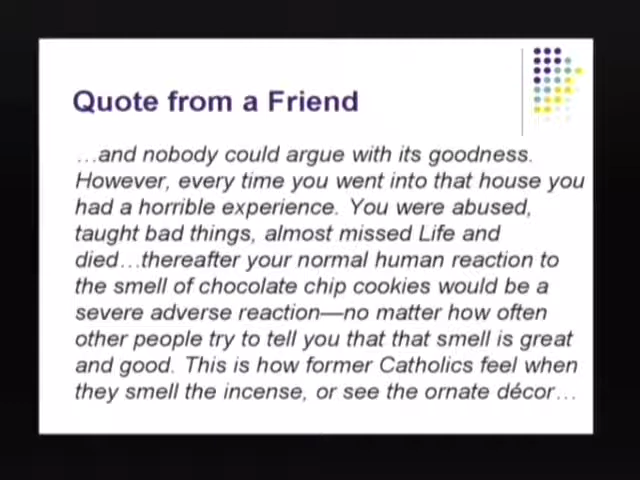 Quote from a Friend
…and nobody could argue with its goodness.
However, every time you went into that house you
had a horrible experience. You were abused,
taught bad things, almost missed Life and
died…thereafter your normal human reaction to
the smell of chocolate chip cookies would be a
severe adverse reaction—no matter how often
other people try to tell you that that smell is great
and good. This is how former Catholics feel when
they smell the incense, or see the ornate décor…